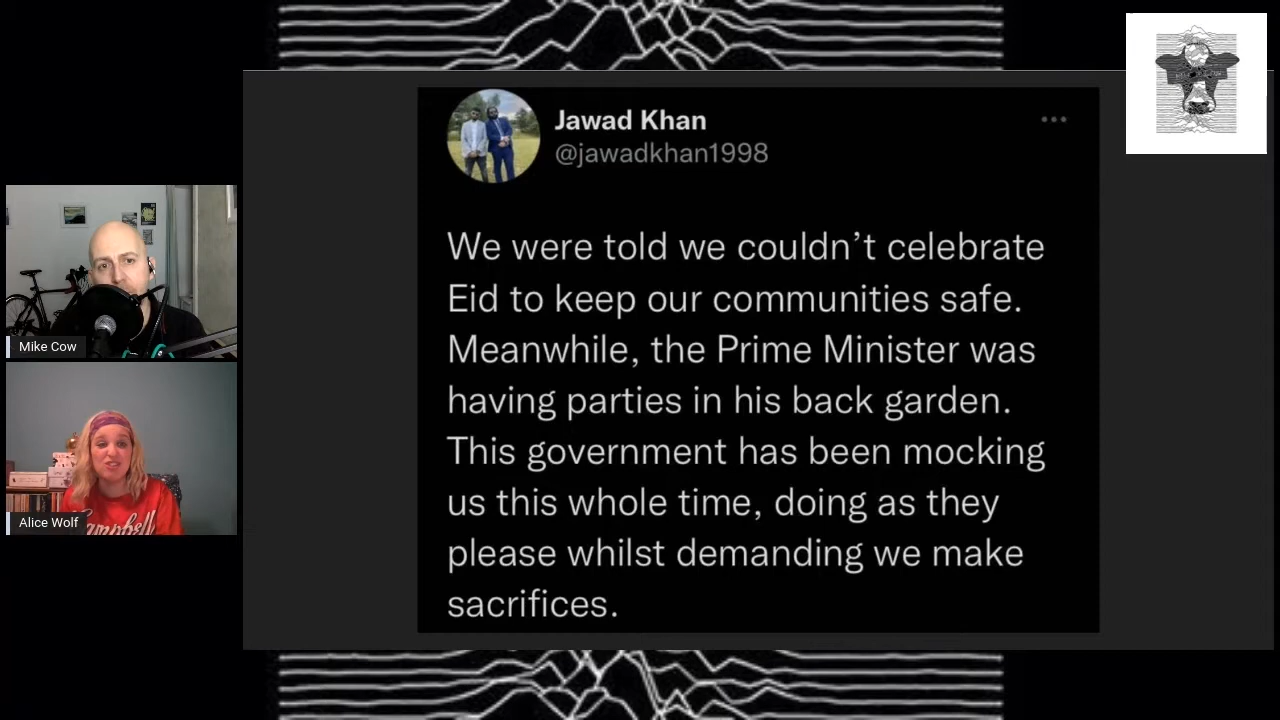 Jawad Khan
@jawadkhan1998
We were told we couldn’t celebrate
Eid to keep our communities safe.
Meanwhile, the Prime Minister was
having parties in his back garden.
This government has been mocking
us this whole time, doing as they
please whilst demanding we make
sacrifices.
Mike Cow
Alice Wolf
Campbell